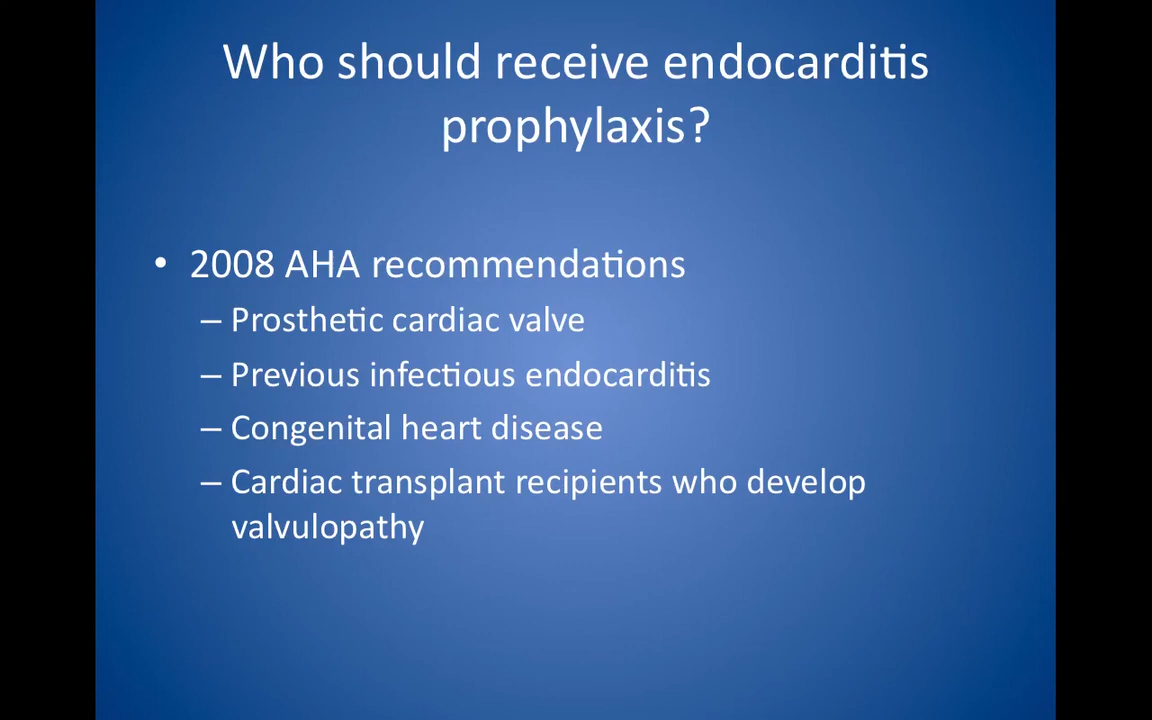 Who should receive endocarditis
prophylaxis?
• 2008 AHA recommendations
– Prosthetic cardiac valve
– Previous infectious endocarditis
– Congenital heart disease
– Cardiac transplant recipients who develop
valvulopathy